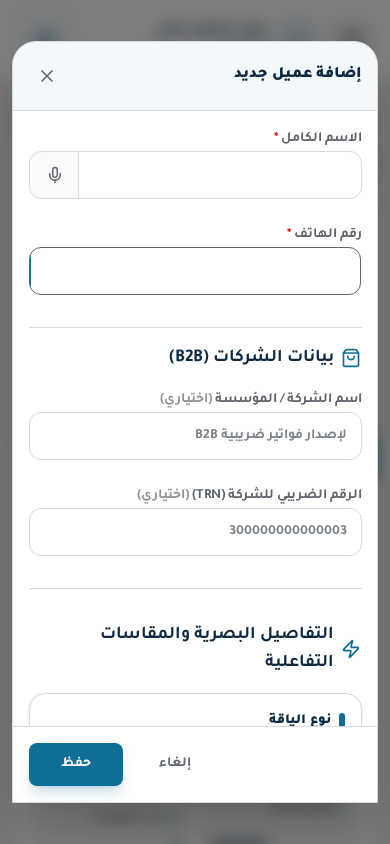 إضافة عميل جديد
الاسم الكامل *
رقم الهاتف *
بيانات الشركات (B2B)
اسم الشركة / المؤسسة (اختياري)
لإصدار فواتير ضريبية B2B
الرقم الضريبي للشركة (TRN) (اختياري)
300000000000003
التفاصيل البصرية والمقاسات
التفاعلية
نوع الياقة
إلغاء
حفظ